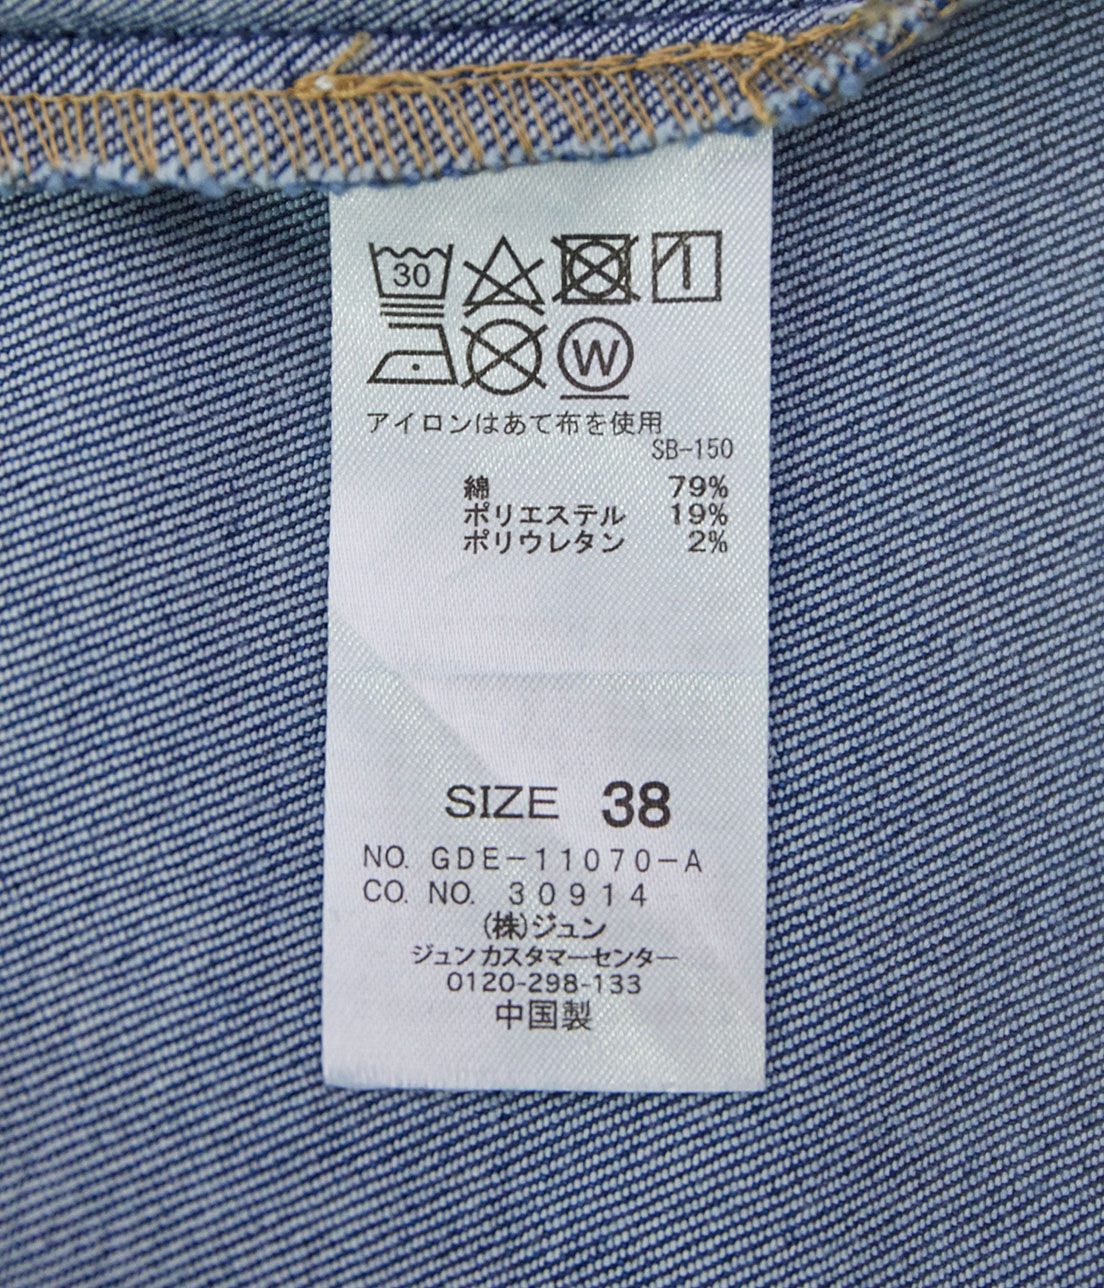 30
W
アイロンはあて布を使用
SB-150
綿 79%
ポリエステル 19%
ポリウレタン 2%
SIZE 38
NO. GDE-11070-A
CO. NO. 30914
(株)ジュン
ジュンカスタマーセンター
0120-298-133
中国製